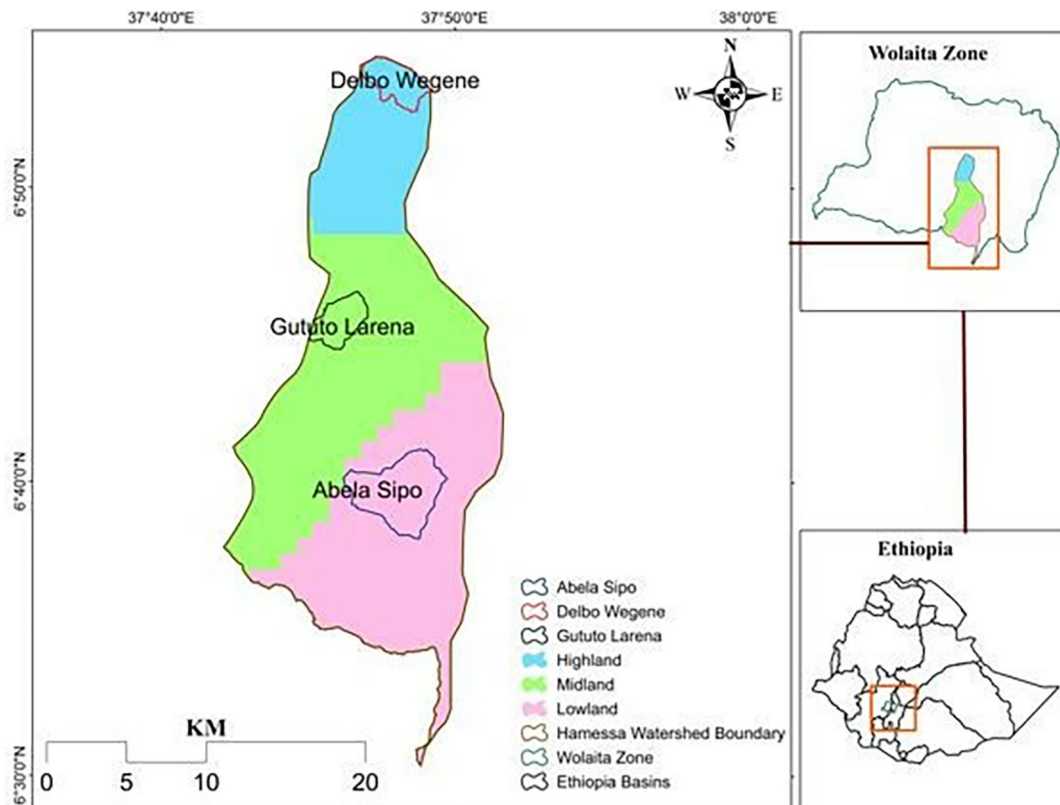 37°40'0"E
37°50'0"E
38°0'0"E
6°50'0"N
6°40'0"N
6°30'0"N
Delbo Wegene
Gututo Larena
Abela Sipo
N
W
E
S
KM
0
5
10
20
Abela Sipo
Delbo Wegene
Gututo Larena
Highland
Midland
Lowland
Hamessa Watershed Boundary
Wolaita Zone
Ethiopia Basins
Wolaita Zone
Ethiopia